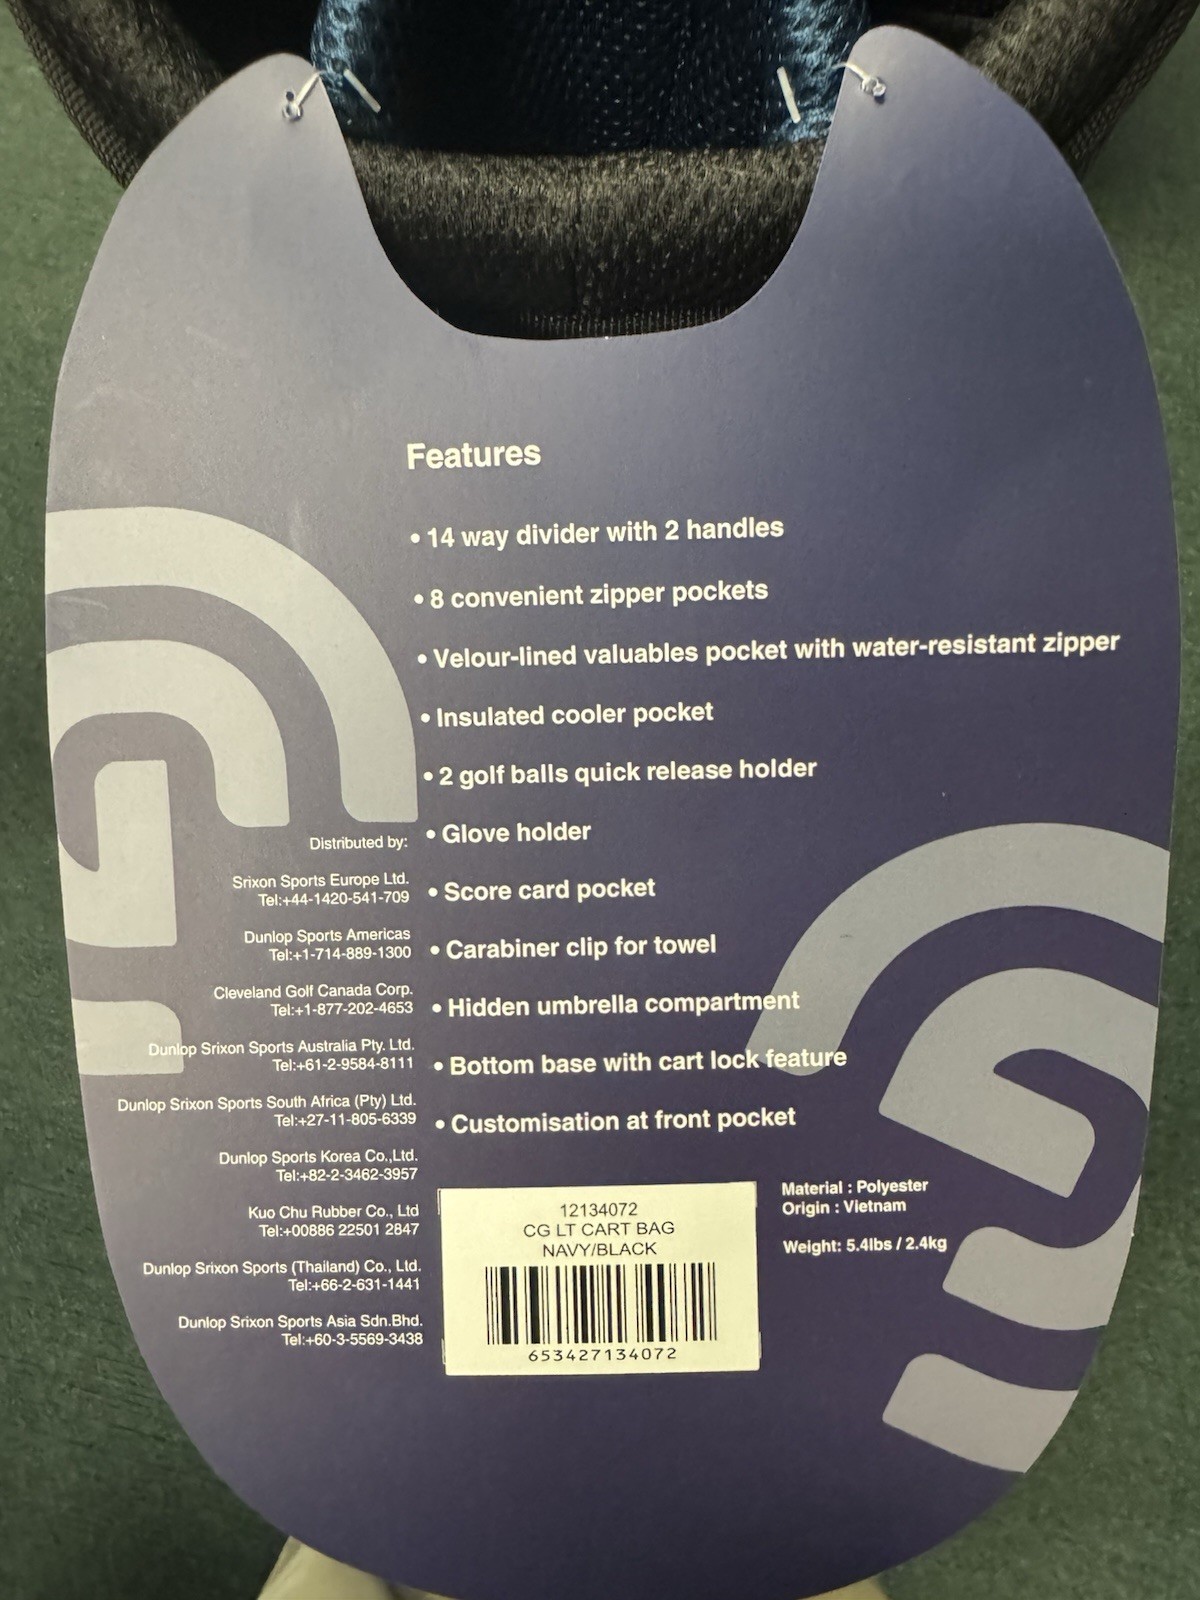 Features
• 14 way divider with 2 handles
• 8 convenient zipper pockets
• Velour-lined valuables pocket with water-resistant zipper
• Insulated cooler pocket
• 2 golf balls quick release holder
• Glove holder
• Score card pocket
• Carabiner clip for towel
• Hidden umbrella compartment
• Bottom base with cart lock feature
• Customisation at front pocket
Distributed by:
Srixon Sports Europe Ltd.
Tel:+44-1420-541-709
Dunlop Sports Americas
Tel:+1-714-889-1300
Cleveland Golf Canada Corp.
Tel:+1-877-202-4653
Dunlop Srixon Sports Australia Pty. Ltd.
Tel:+61-2-9584-8111
Dunlop Srixon Sports South Africa (Pty) Ltd.
Tel:+27-11-805-6339
Dunlop Sports Korea Co.,Ltd.
Tel:+82-2-3462-3957
Kuo Chu Rubber Co., Ltd
Tel:+00886 22501 2847
Dunlop Srixon Sports (Thailand) Co., Ltd.
Tel:+66-2-631-1441
Dunlop Srixon Sports Asia Sdn.Bhd.
Tel:+60-3-5569-3438
12134072
CG LT CART BAG
NAVY/BLACK
653427134072
Material : Polyester
Origin : Vietnam
Weight: 5.4lbs / 2.4kg